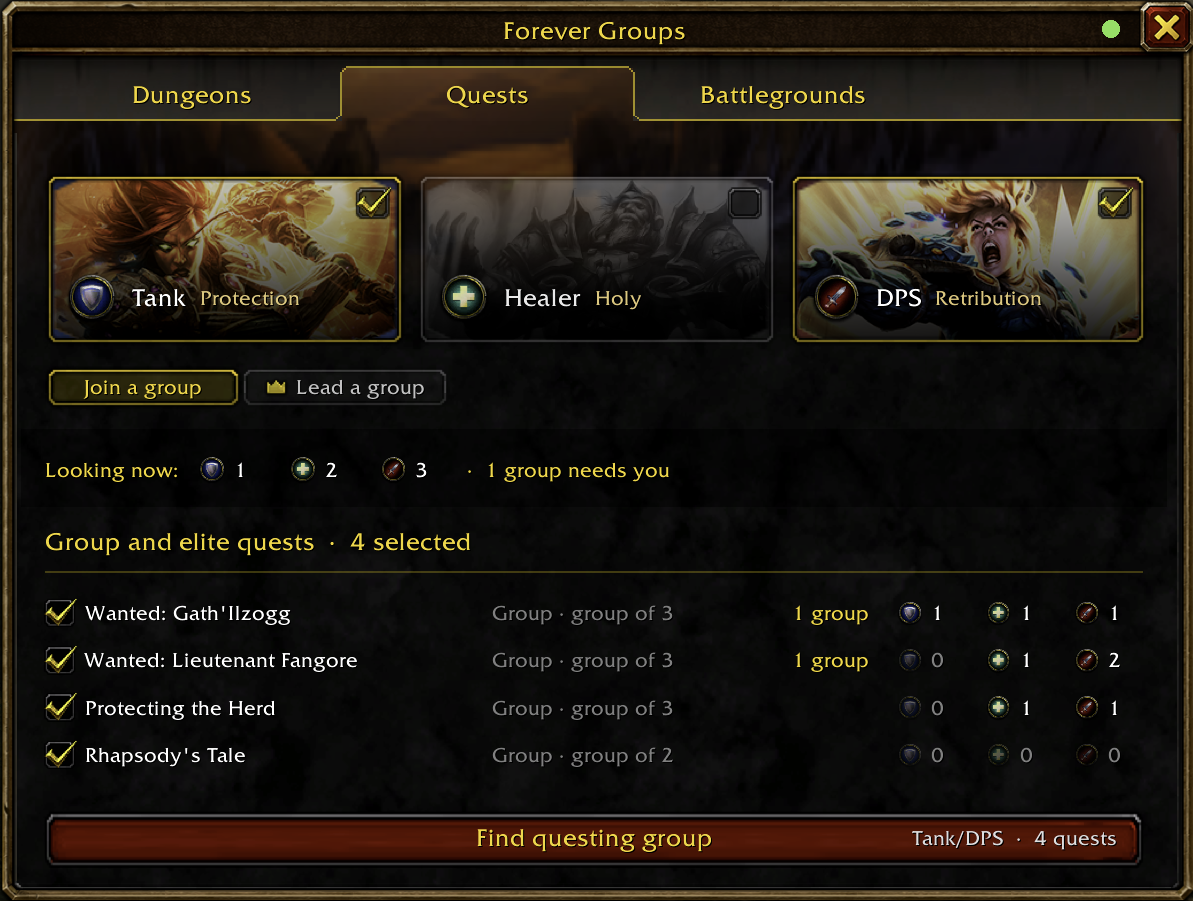 Forever Groups
Dungeons Quests Battlegrounds
Tank Protection Healer Holy DPS Retribution
Join a group Lead a group
Looking now: 1 2 3 · 1 group needs you
Group and elite quests · 4 selected
Wanted: Gath'Ilzogg Group · group of 3 1 group 1 1 1
Wanted: Lieutenant Fangore Group · group of 3 1 group 0 1 2
Protecting the Herd Group · group of 3 0 1 1
Rhapsody's Tale Group · group of 2 0 0 0
Find questing group Tank/DPS · 4 quests